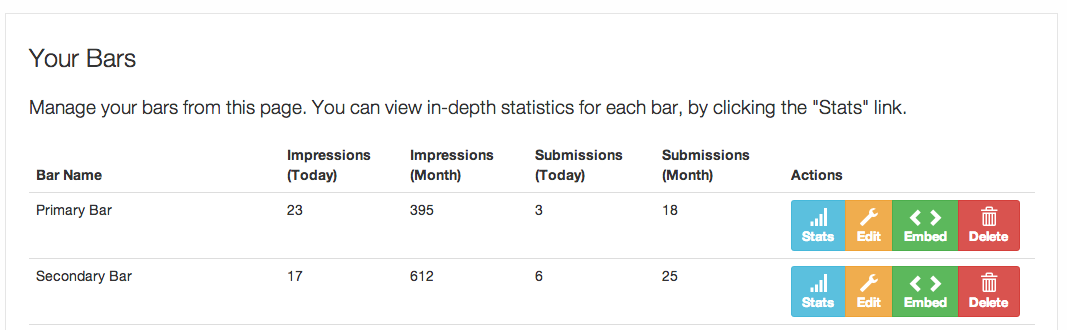 Your Bars
Manage your bars from this page. You can view in-depth statistics for each bar, by clicking the "Stats" link.
Bar Name Impressions (Today) Impressions (Month) Submissions (Today) Submissions (Month) Actions
Primary Bar 23 395 3 18 Stats Edit Embed Delete
Secondary Bar 17 612 6 25 Stats Edit Embed Delete